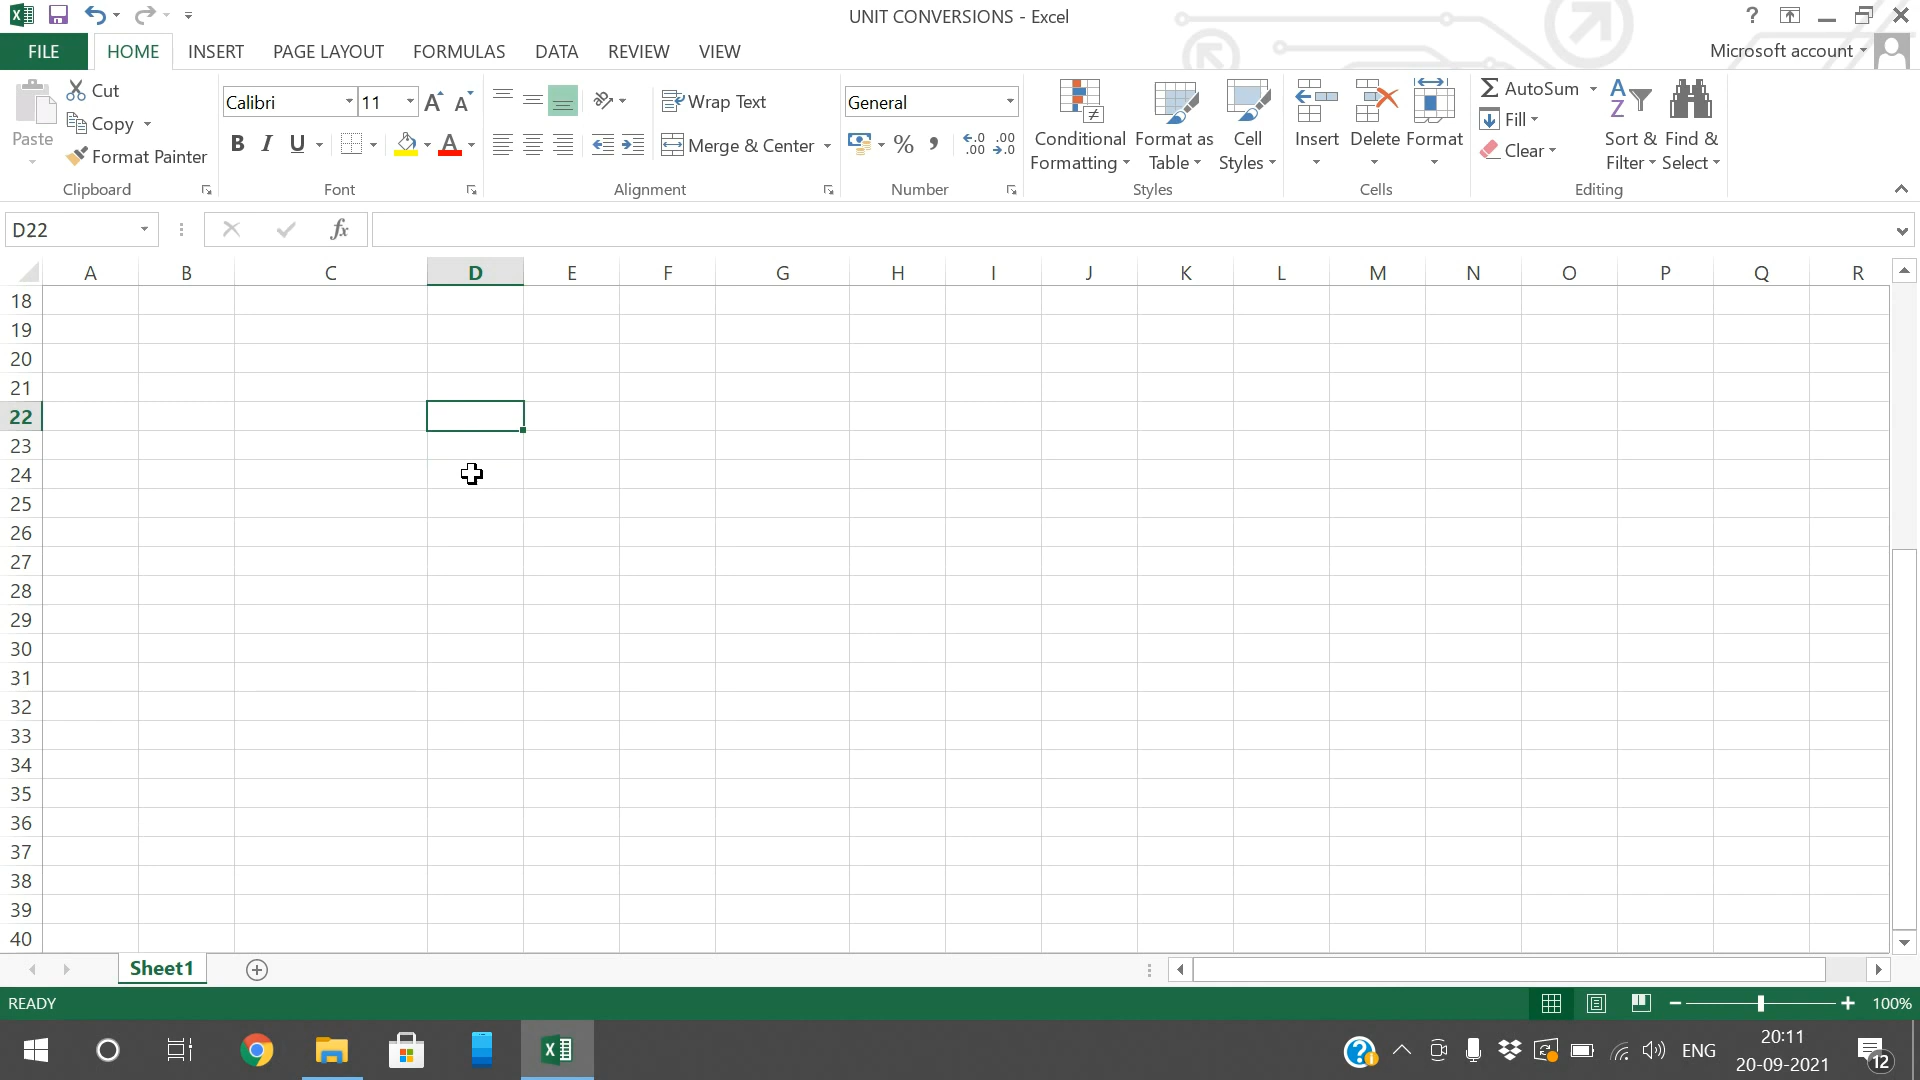 UNIT CONVERSIONS - Excel
?
FILE HOME INSERT PAGE LAYOUT FORMULAS DATA REVIEW VIEW
Microsoft account
Paste
Cut
Copy
Format Painter
Clipboard
Calibri 11
A A
B I U A
Font
Wrap Text
Merge & Center
Alignment
General
% , .0 .00 .00 .0
Number
Conditional Formatting
Format as Table
Cell Styles
Styles
Insert Delete Format
Cells
AutoSum
Fill
Clear
A Z
Sort & Filter
Find & Select
Editing
D22
fx
A B C D E F G H I J K L M N O P Q R
18
19
20
21
22
23
24
25
26
27
28
29
30
31
32
33
34
35
36
37
38
39
40
Sheet1
READY
100%
ENG
20:11
20-09-2021
12